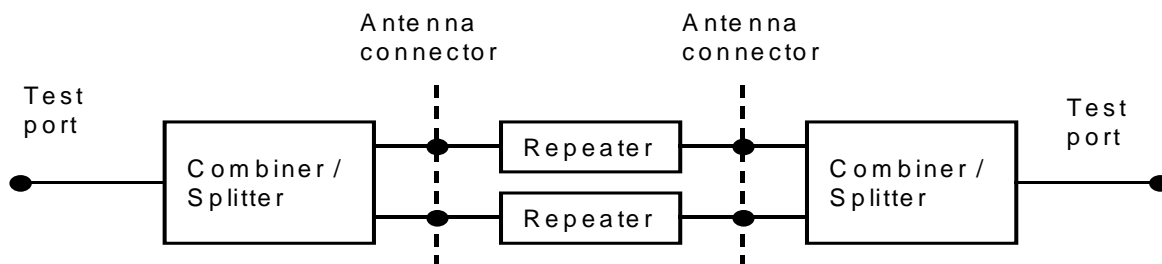 Antenna
connector
Antenna
connector
Test
port
Test
port
Combiner/
Splitter
Repeater
Repeater
Combiner/
Splitter